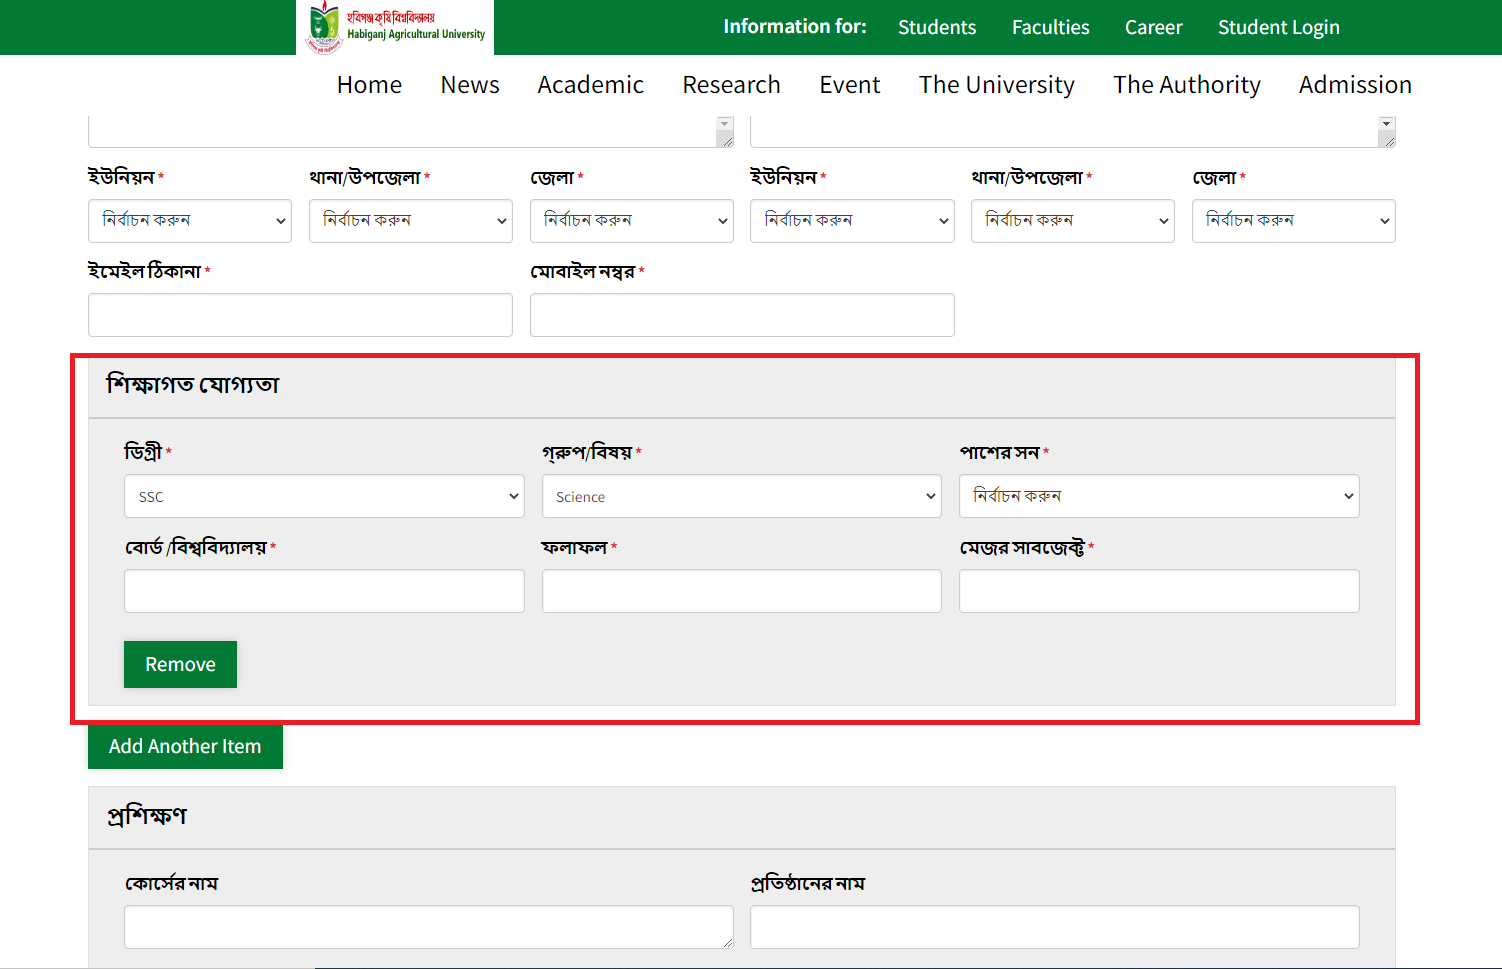 হবিগঞ্জ কৃষি বিশ্ববিদ্যালয়
Habiganj Agricultural University
Information for: Students Faculties Career Student Login
Home News Academic Research Event The University The Authority Admission
ইউনিয়ন * থানা/উপজেলা * জেলা * ইউনিয়ন * থানা/উপজেলা * জেলা *
নির্বাচন করুন নির্বাচন করুন নির্বাচন করুন নির্বাচন করুন নির্বাচন করুন নির্বাচন করুন
ইমেইল ঠিকানা * মোবাইল নম্বর *
শিক্ষাগত যোগ্যতা
ডিগ্রী * গ্রুপ/বিষয় * পাশের সন *
SSC Science নির্বাচন করুন
বোর্ড /বিশ্ববিদ্যালয় * ফলাফল * মেজর সাবজেক্ট *
Remove
Add Another Item
প্রশিক্ষণ
কোর্সের নাম প্রতিষ্ঠানের নাম